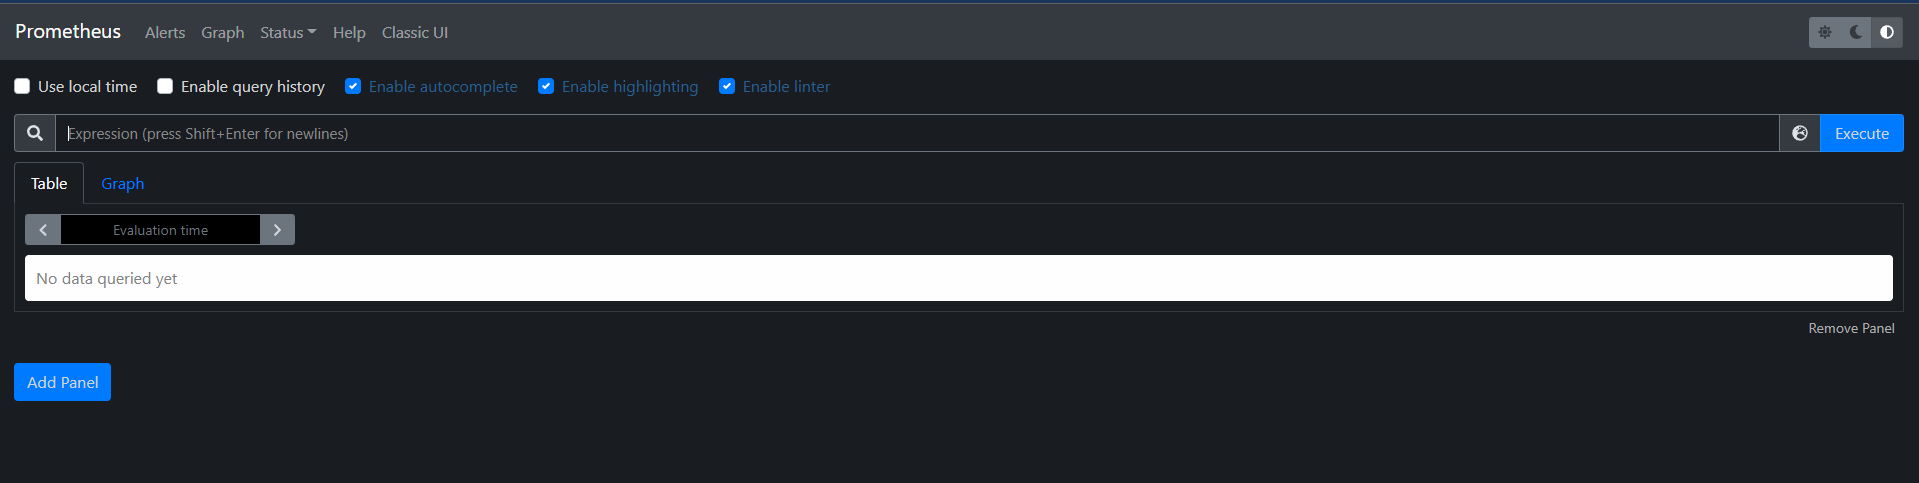 Prometheus Alerts Graph Status Help Classic UI
Use local time Enable query history Enable autocomplete Enable highlighting Enable linter
Expression (press Shift+Enter for newlines) Execute
Table Graph
Evaluation time
No data queried yet
Remove Panel
Add Panel